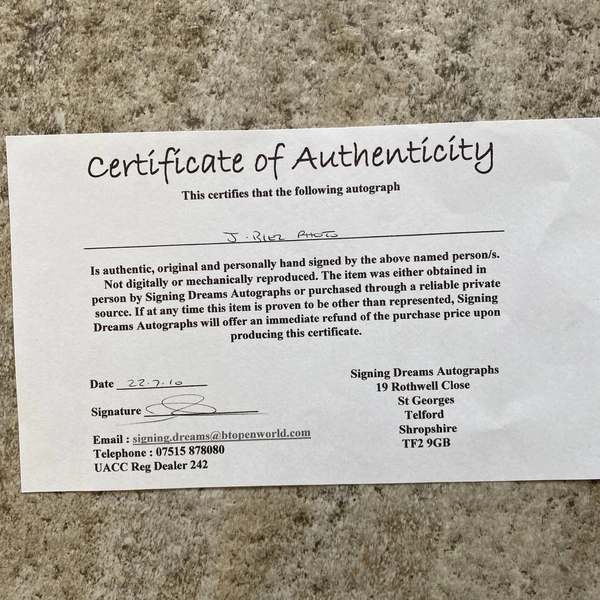 Certificate of Authenticity
This certifies that the following autograph
J. BIEL PHOTO
Is authentic, original and personally hand signed by the above named person/s.
Not digitally or mechanically reproduced. The item was either obtained in
person by Signing Dreams Autographs or purchased through a reliable private
source. If at any time this item is proven to be other than represented, Signing
Dreams Autographs will offer an immediate refund of the purchase price upon
producing this certificate.
Date 22.7.10
Signature
Email : signing.dreams@btopenworld.com
Telephone : 07515 878080
UACC Reg Dealer 242
Signing Dreams Autographs
19 Rothwell Close
St Georges
Telford
Shropshire
TF2 9GB